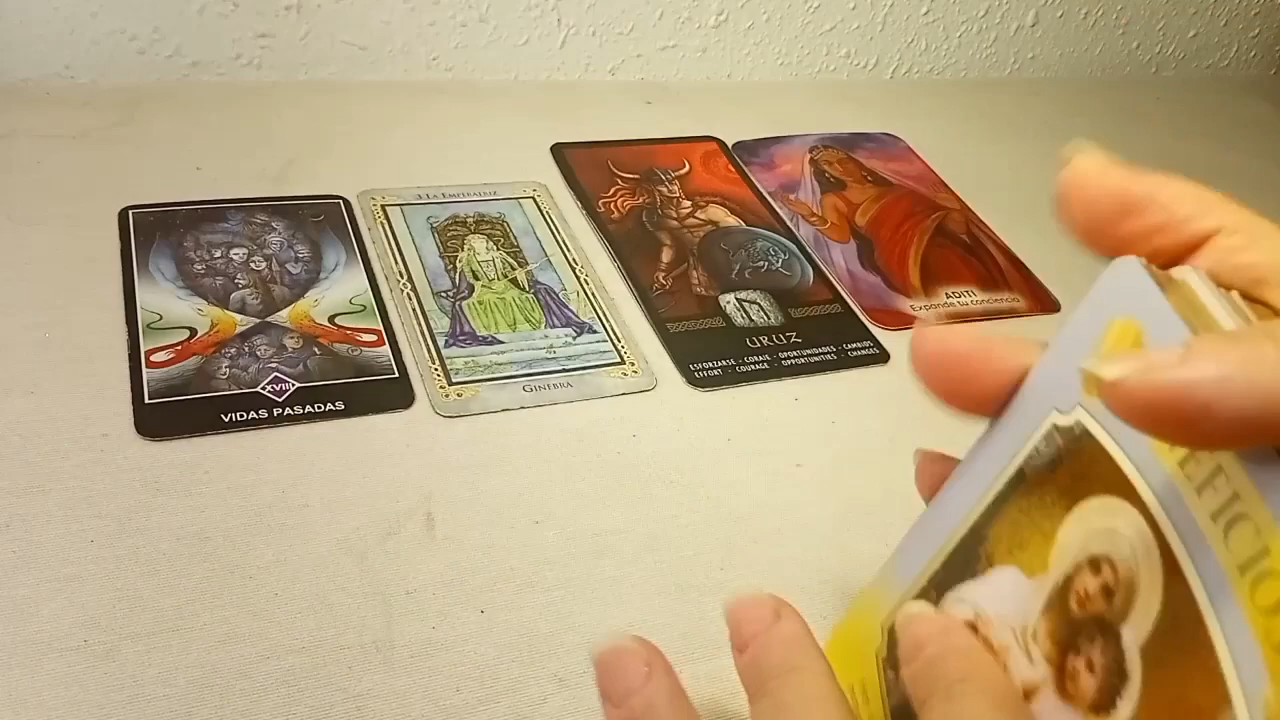 XVIII
VIDAS PASADAS
3 LA EMPERATRIZ
GINEBRA
URUZ
ESFORZARSE - CORAJE - OPORTUNIDADES - CAMBIOS
EFFORT - COURAGE - OPPORTUNITIES - CHANGES
ADITI
Expande tu conciencia